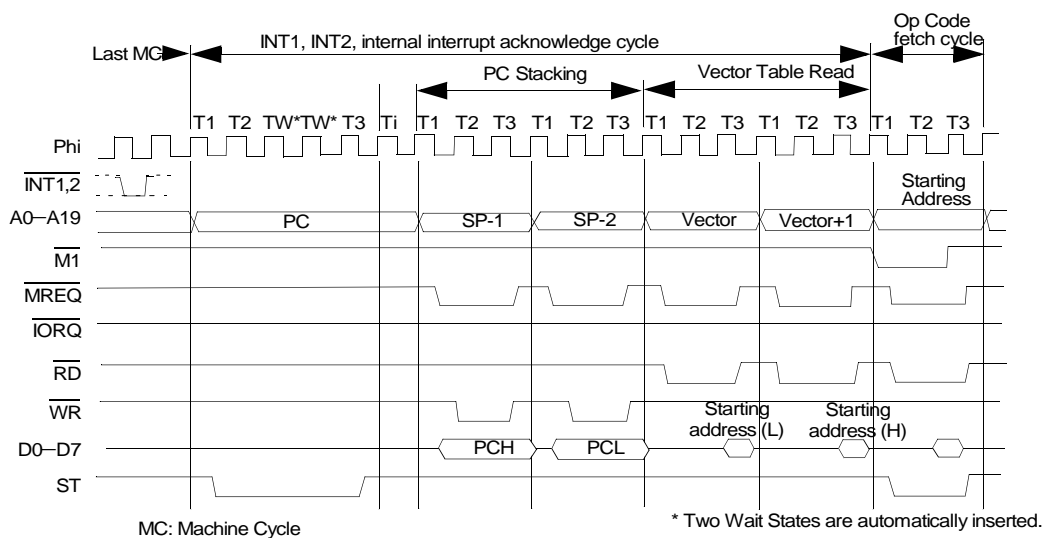 Op Code
fetch cycle
Last MC
INT1, INT2, internal interrupt acknowledge cycle
PC Stacking
Vector Table Read
T1 T2 TW*TW* T3 Ti T1 T2 T3 T1 T2 T3 T1 T2 T3 T1 T2 T3 T1 T2 T3
Phi
INT1,2
Starting
Address
A0–A19
PC SP-1 SP-2 Vector Vector+1
M1
MREQ
IORQ
RD
WR
Starting
address (L)
Starting
address (H)
D0–D7
PCH PCL
ST
MC: Machine Cycle
* Two Wait States are automatically inserted.